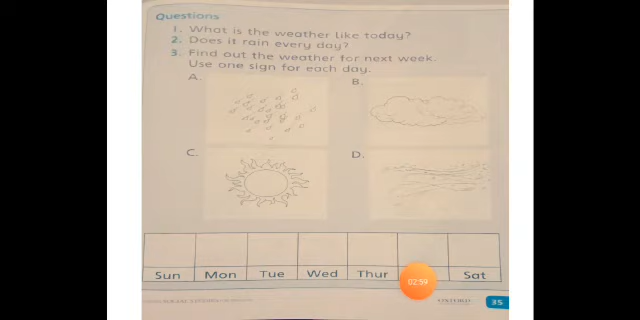 Questions
1. What is the weather like today?
2. Does it rain every day?
3. Find out the weather for next week.
Use one sign for each day.
A.
B.
C.
D.
Sun Mon Tue Wed Thur Sat
02:59
OXFORD
35